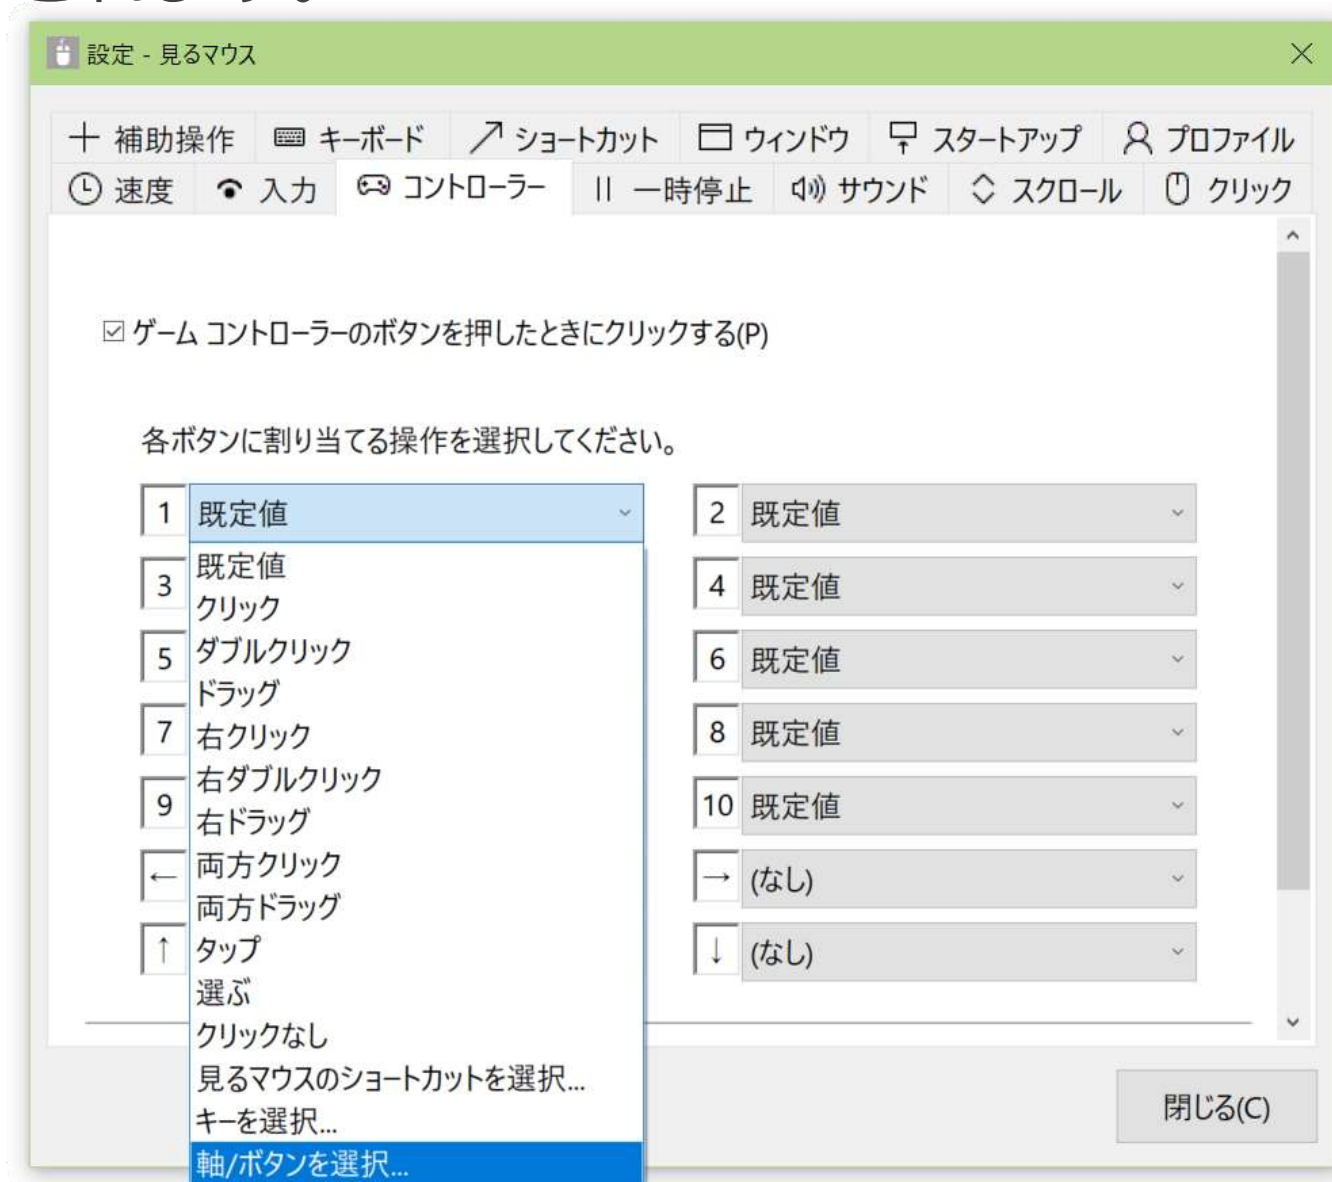 設定 - 見るマウス
補助操作 キーボード ショートカット ウィンドウ スタートアップ プロファイル
速度 入力 コントローラー 一時停止 サウンド スクロール クリック
ゲーム コントローラーのボタンを押したときにクリックする(P)
各ボタンに割り当てる操作を選択してください。
1 既定値
2 既定値
3
4 既定値
5
6 既定値
7
8 既定値
9
10 既定値
←
→ (なし)
↑
↓ (なし)
既定値
クリック
ダブルクリック
ドラッグ
右クリック
右ダブルクリック
右ドラッグ
両方クリック
両方ドラッグ
タップ
選ぶ
クリックなし
見るマウスのショートカットを選択...
キーを選択...
軸/ボタンを選択...
閉じる(C)